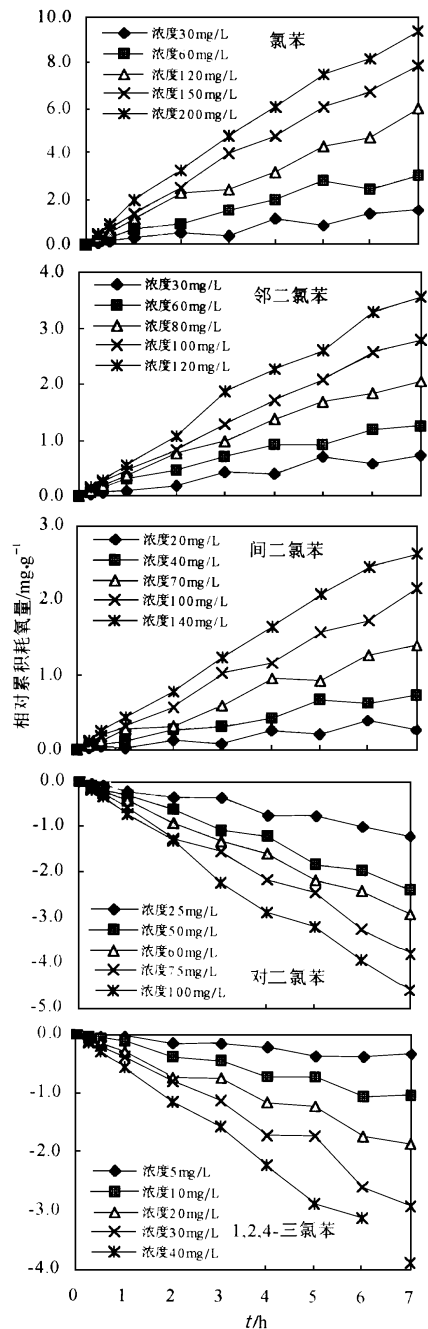 氯苯
10.0
8.0
6.0
4.0
2.0
0.0
浓度30mg/L
浓度60mg/L
浓度120mg/L
浓度150mg/L
浓度200mg/L
邻二氯苯
4.0
3.0
2.0
1.0
0.0
浓度30mg/L
浓度60mg/L
浓度80mg/L
浓度100mg/L
浓度120mg/L
间二氯苯
3.0
2.0
1.0
0.0
浓度20mg/L
浓度40mg/L
浓度70mg/L
浓度100mg/L
浓度140mg/L
相对累积耗氧量/mg·g⁻¹
0.0
-1.0
-2.0
-3.0
-4.0
-5.0
浓度25mg/L
浓度50mg/L
浓度60mg/L
浓度75mg/L
浓度100mg/L
对二氯苯
0.0
-1.0
-2.0
-3.0
-4.0
浓度5mg/L
浓度10mg/L
浓度20mg/L
浓度30mg/L
浓度40mg/L
1,2,4-三氯苯
0 1 2 3 4 5 6 7
t/h